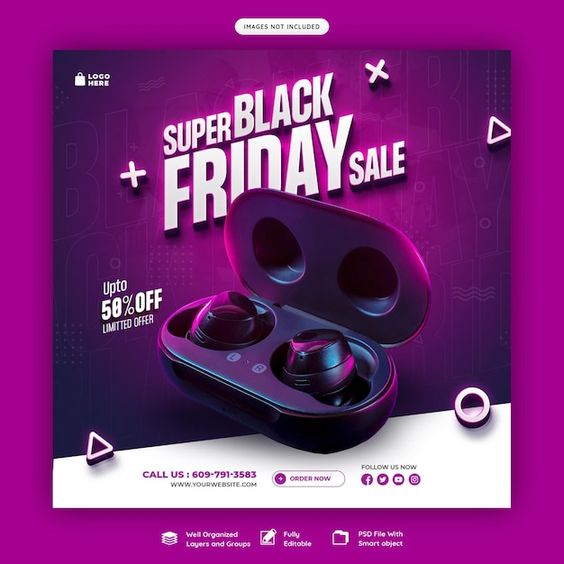 IMAGES NOT INCLUDED
LOGO
HERE
SUPER BLACK
FRIDAY SALE
Upto
50%OFF
LIMITTED OFFER
L
R
CALL US : 609-791-3583
WWW.YOURWEBSITE.COM
ORDER NOW
FOLLOW US NOW
Well Organized
Layers and Groups
Fully
Editable
PSD File With
Smart object